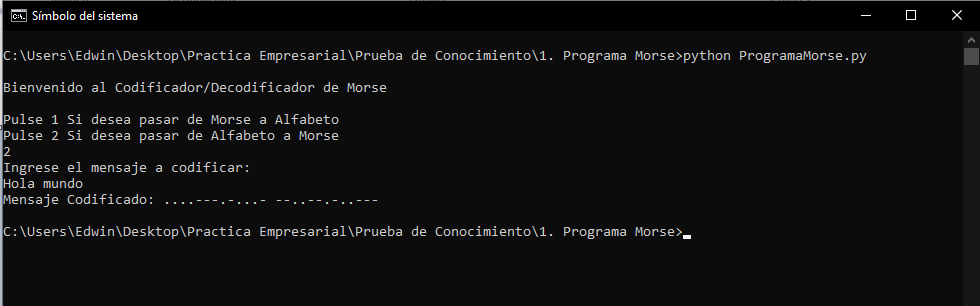 Símbolo del sistema
C:\Users\Edwin\Desktop\Practica Empresarial\Prueba de Conocimiento\1. Programa Morse>python ProgramaMorse.py
Bienvenido al Codificador/Decodificador de Morse
Pulse 1 Si desea pasar de Morse a Alfabeto
Pulse 2 Si desea pasar de Alfabeto a Morse
2
Ingrese el mensaje a codificar:
Hola mundo
Mensaje Codificado: ....---.-...- --..--.-..---
C:\Users\Edwin\Desktop\Practica Empresarial\Prueba de Conocimiento\1. Programa Morse>